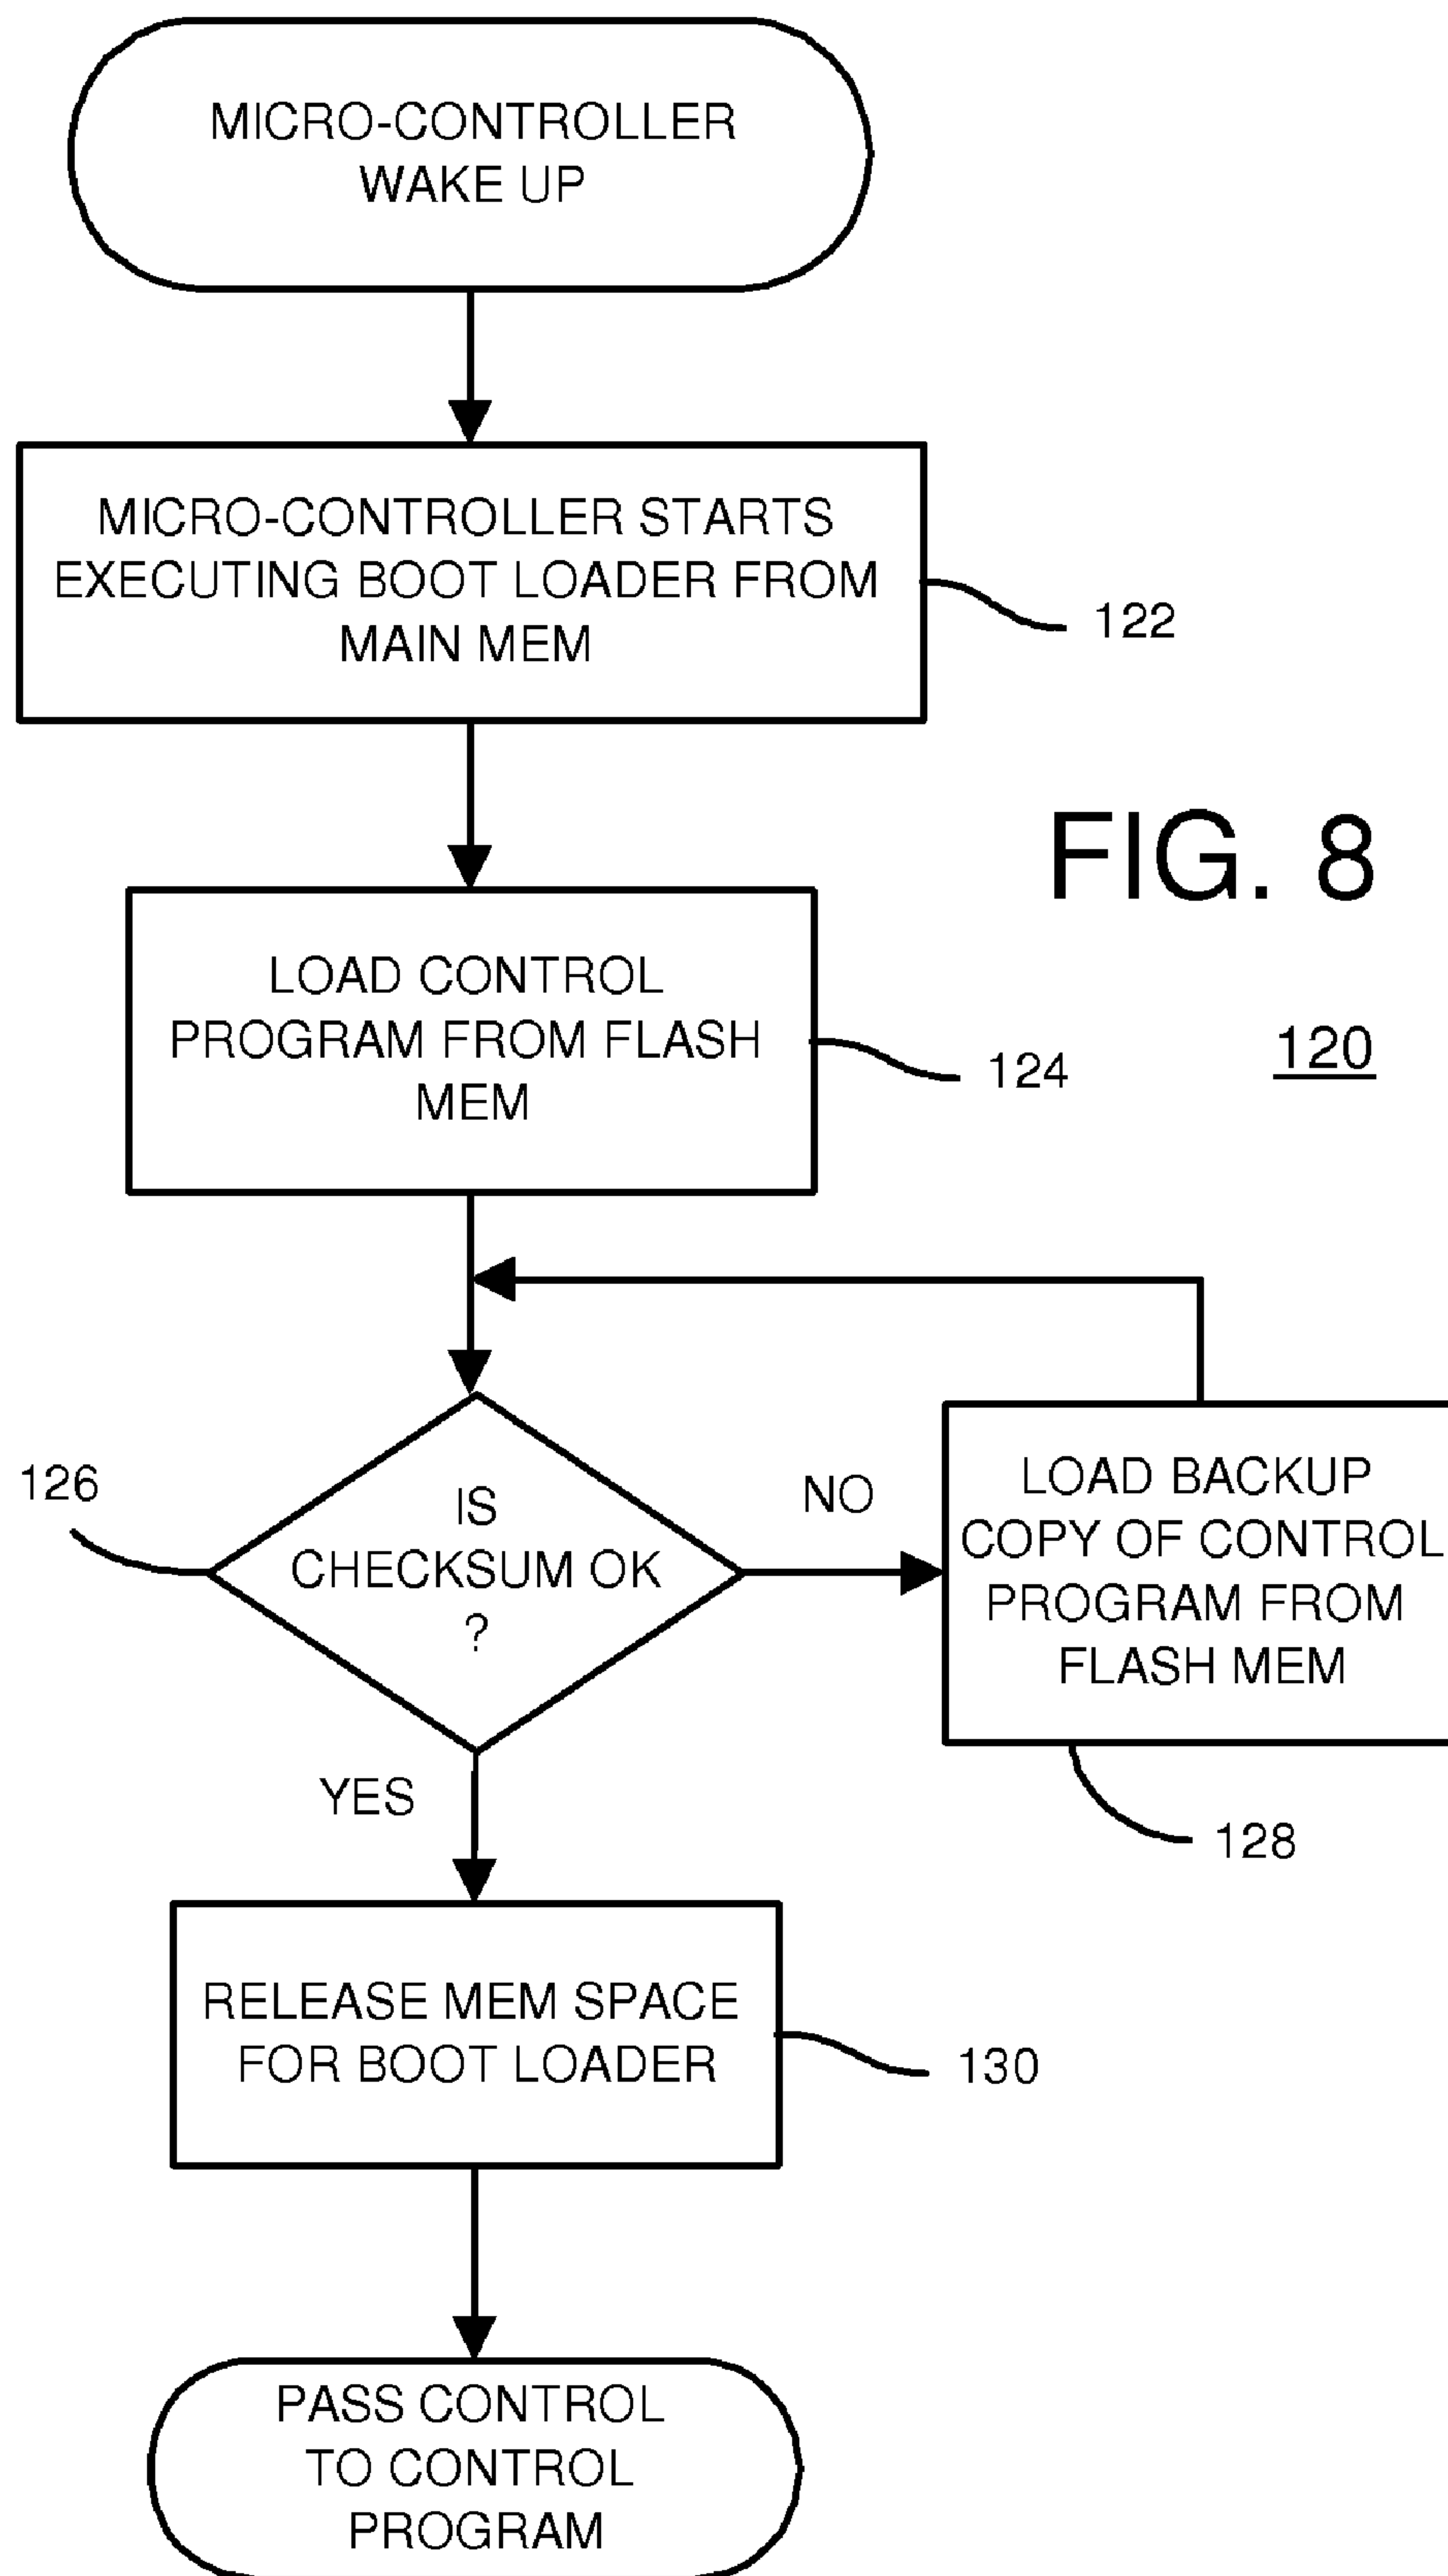 MICRO-CONTROLLER
WAKE UP
MICRO-CONTROLLER STARTS
EXECUTING BOOT LOADER FROM
MAIN MEM
122
FIG. 8
LOAD CONTROL
PROGRAM FROM FLASH
MEM
124
120
126
IS
CHECKSUM OK
?
NO
LOAD BACKUP
COPY OF CONTROL
PROGRAM FROM
FLASH MEM
128
YES
RELEASE MEM SPACE
FOR BOOT LOADER
130
PASS CONTROL
TO CONTROL
PROGRAM